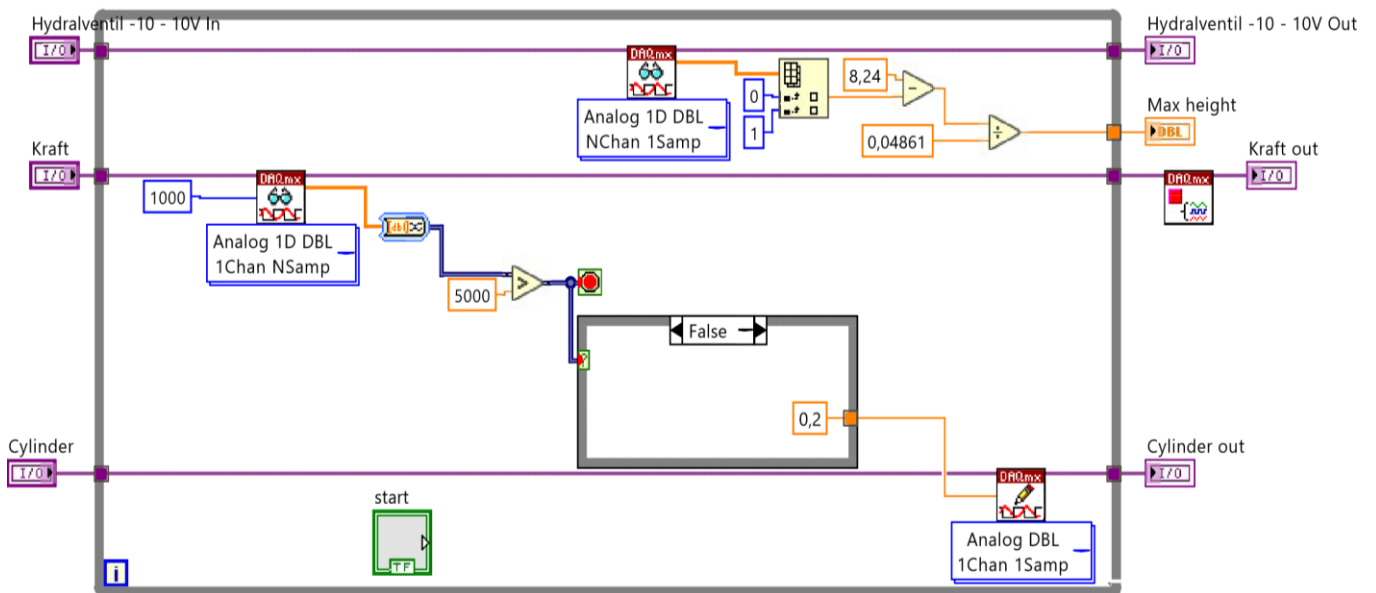 Hydralventil -10 - 10V In
I/O
DAQmx
Analog 1D DBL
NChan 1Samp
0
1
8,24
-
0,04861
÷
Hydralventil -10 - 10V Out
I/O
Max height
DBL
Kraft
I/O
1000
DAQmx
Analog 1D DBL
1Chan NSamp
[dbl]
5000
>
False
?
0,2
DAQmx
Kraft out
I/O
Cylinder
I/O
start
TF
DAQmx
Analog DBL
1Chan 1Samp
Cylinder out
I/O
i